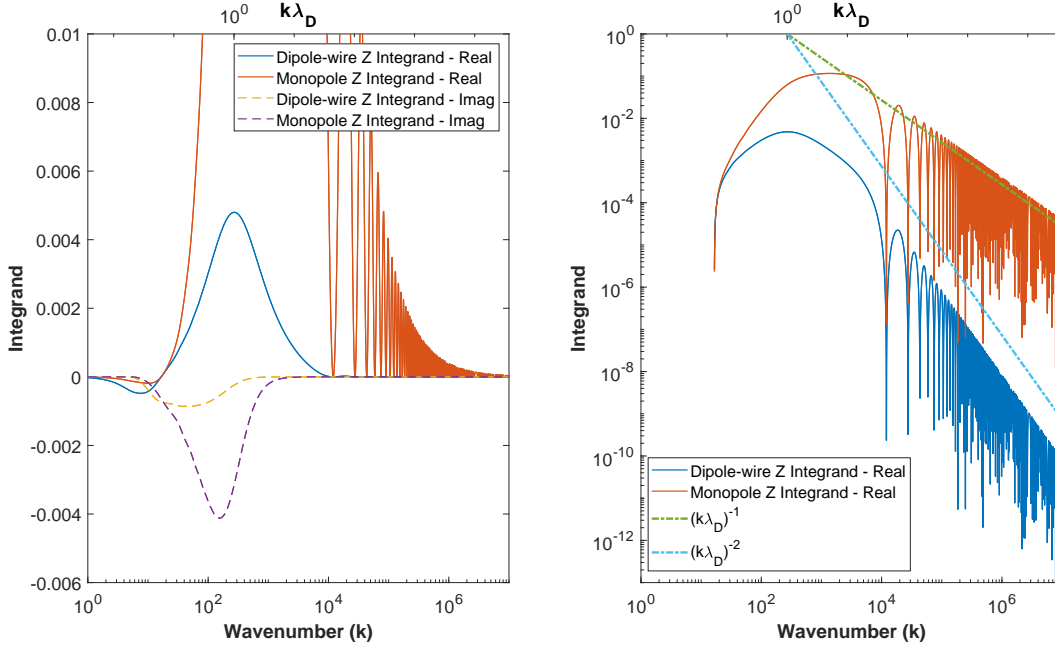 10^0
kλ_D
0.01
0.008
0.006
0.004
0.002
0
-0.002
-0.004
-0.006
Integrand
Dipole-wire Z Integrand - Real
Monopole Z Integrand - Real
Dipole-wire Z Integrand - Imag
Monopole Z Integrand - Imag
10^0
10^2
10^4
10^6
Wavenumber (k)
10^0
kλ_D
10^0
10^-2
10^-4
10^-6
10^-8
10^-10
10^-12
Integrand
Dipole-wire Z Integrand - Real
Monopole Z Integrand - Real
(kλ_D)^-1
(kλ_D)^-2
10^0
10^2
10^4
10^6
Wavenumber (k)